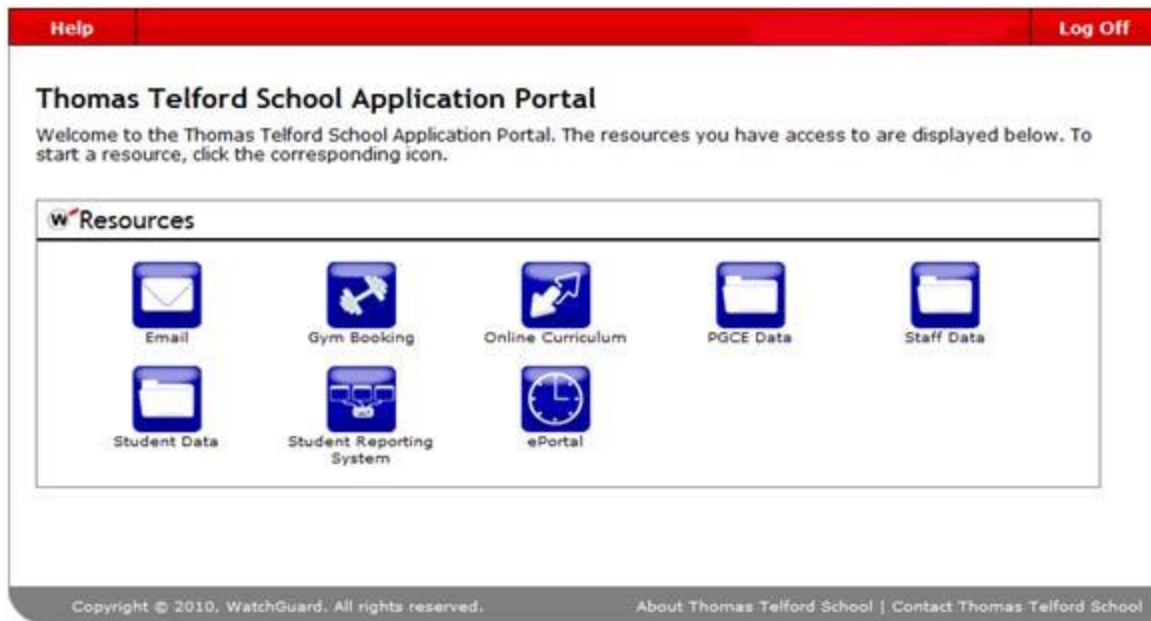 Help Log Off
Thomas Telford School Application Portal
Welcome to the Thomas Telford School Application Portal. The resources you have access to are displayed below. To
start a resource, click the corresponding icon.
W Resources
Email Gym Booking Online Curriculum PGCE Data Staff Data
Student Data Student Reporting ePortal
System
Copyright © 2010, WatchGuard. All rights reserved. About Thomas Telford School | Contact Thomas Telford School